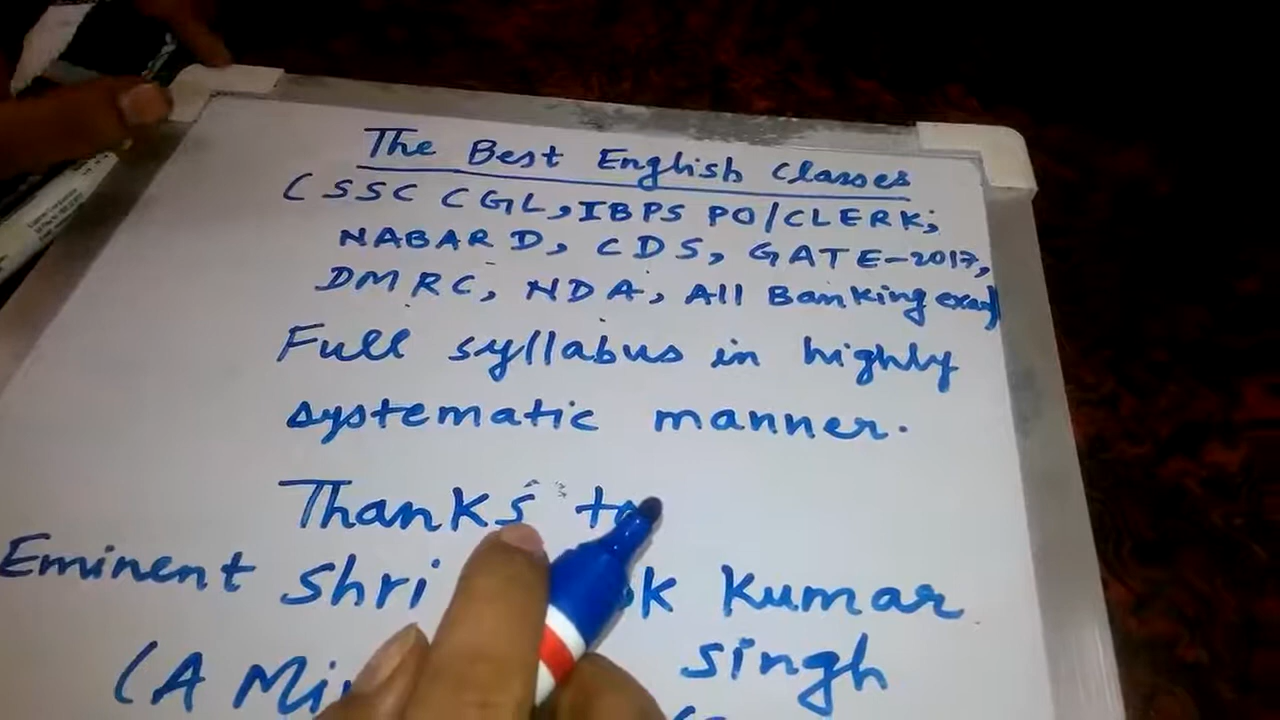 The Best English Classes
(SSC CGL, IBPS PO/CLERK,
NABARD, CDS, GATE-2017,
DMRC, NDA, All Banking exam)
Full syllabus in highly
systematic manner.
Thanks to
Eminent Shri Kumar
Singh
(A